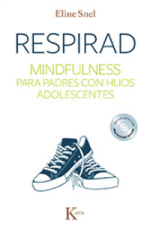 Eline Snel
RESPIRAD
MINDFULNESS
PARA PADRES CON HIJOS
ADOLESCENTES
K